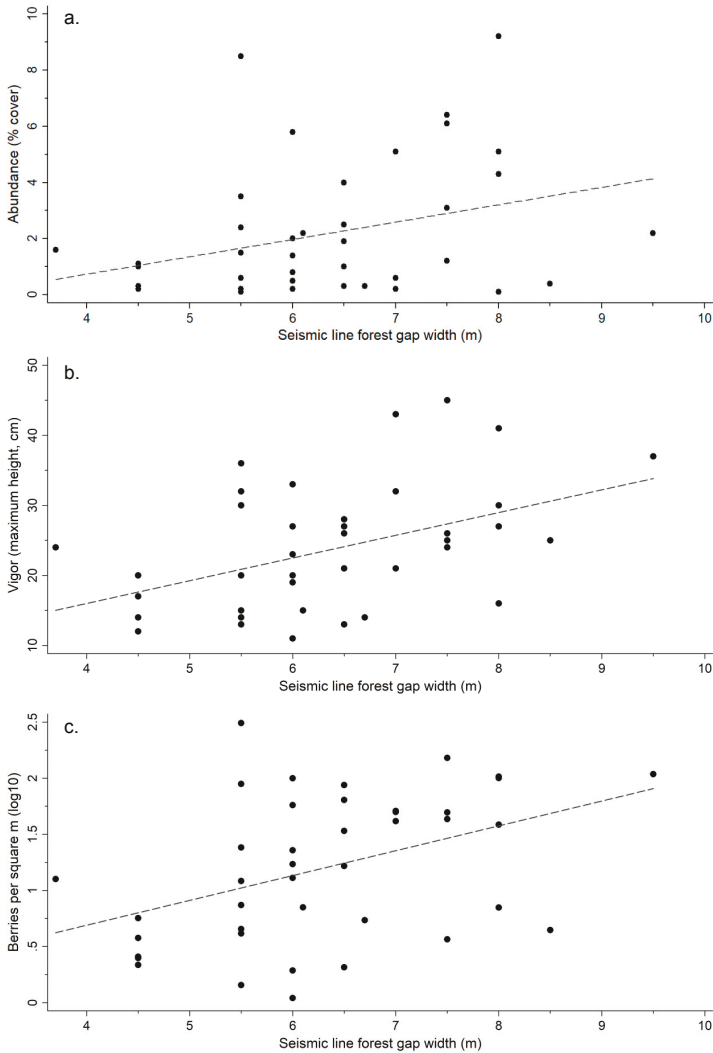 a.
Abundance (% cover)
10
8
6
4
2
0
4 5 6 7 8 9 10
Seismic line forest gap width (m)
b.
Vigor (maximum height, cm)
50
40
30
20
10
4 5 6 7 8 9 10
Seismic line forest gap width (m)
c.
Berries per square m (log10)
2.5
2
1.5
1
.5
0
4 5 6 7 8 9 10
Seismic line forest gap width (m)